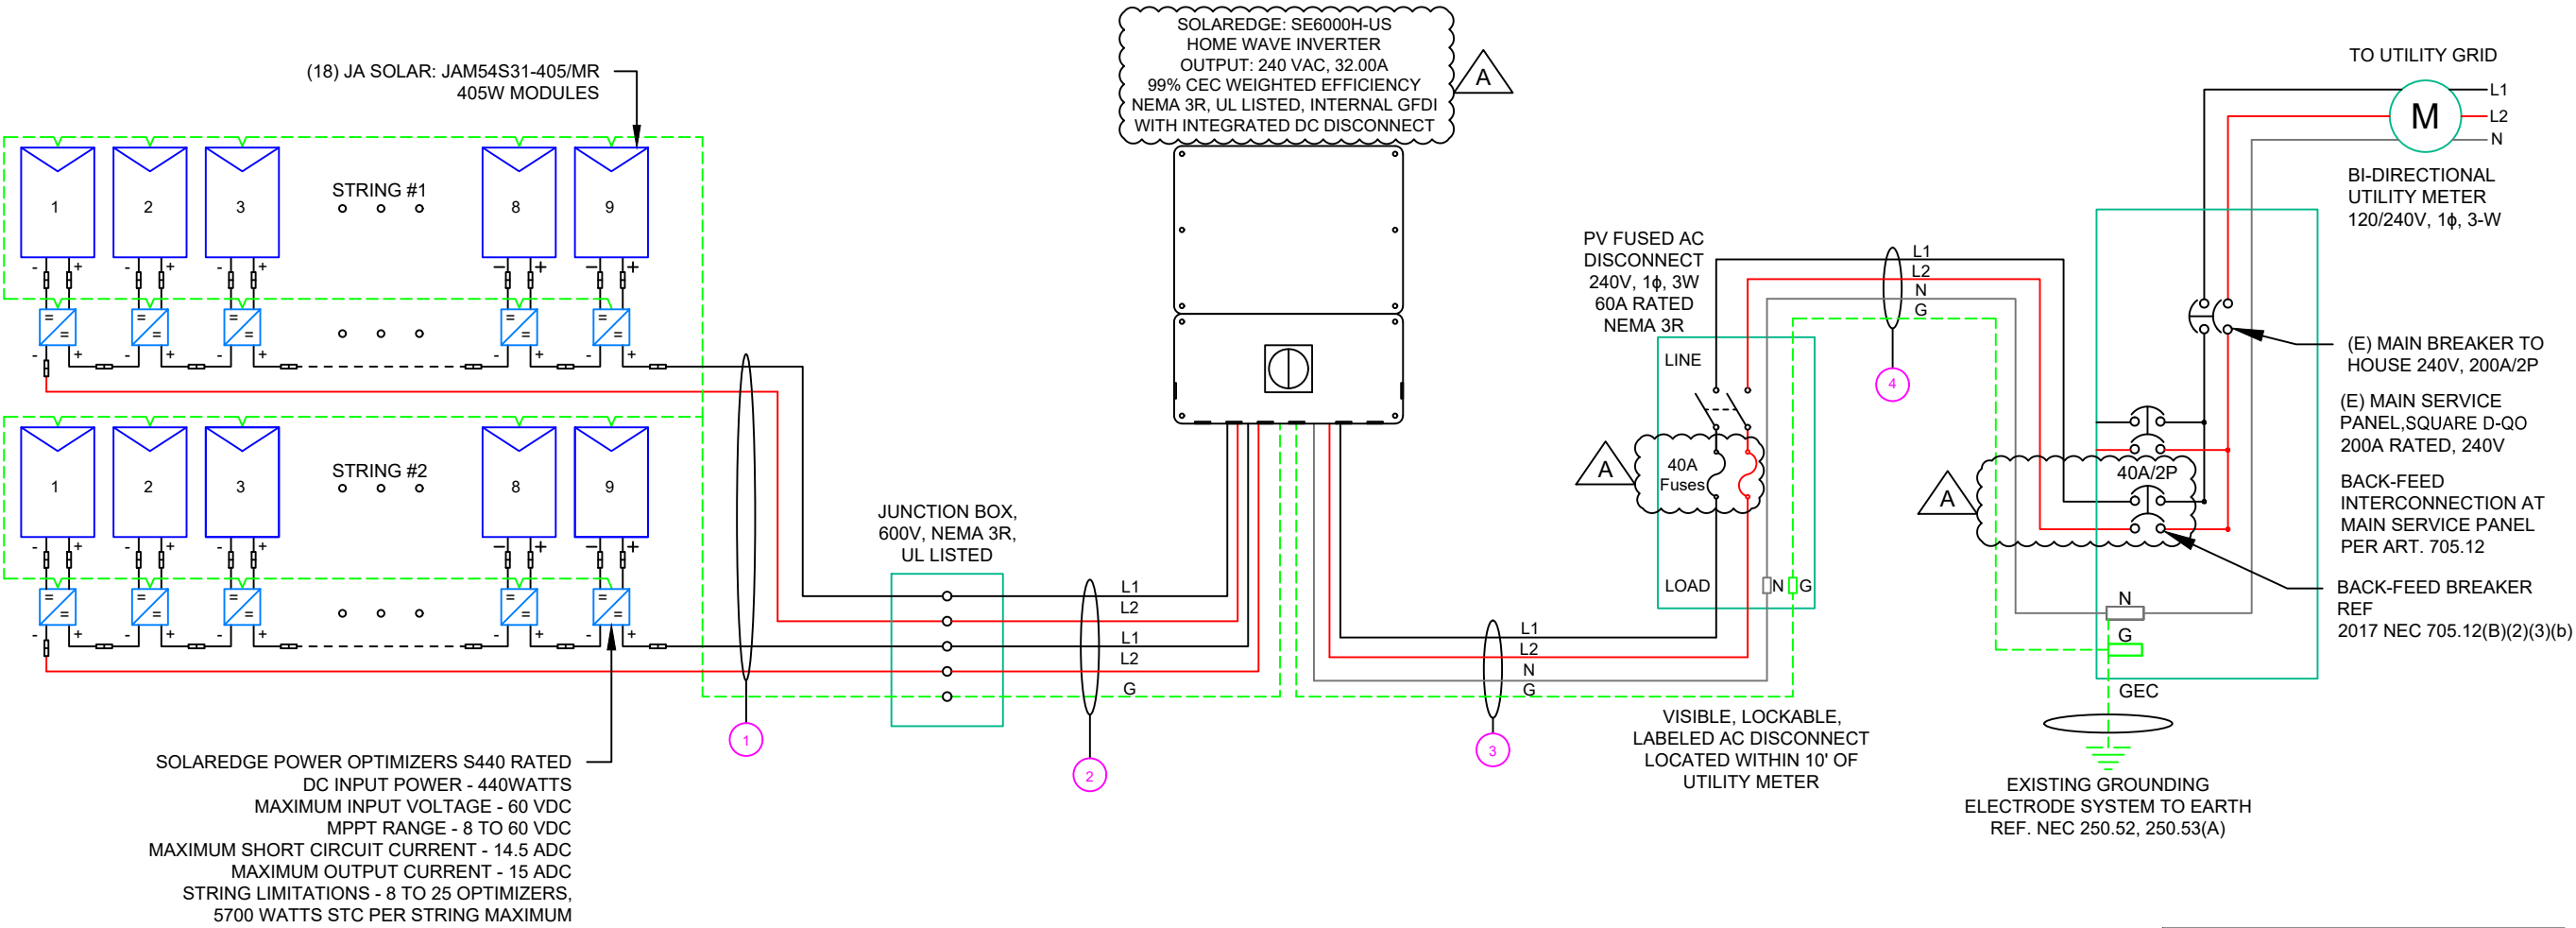 SOLAREDGE: SE6000H-US
HOME WAVE INVERTER
OUTPUT: 240 VAC, 32.00A
99% CEC WEIGHTED EFFICIENCY
NEMA 3R, UL LISTED, INTERNAL GFDI
WITH INTEGRATED DC DISCONNECT
A
(18) JA SOLAR: JAM54S31-405/MR
405W MODULES
1
2
3
STRING #1
8
9
- +
- +
- +
- +
- +
- +
- +
- +
- +
- +
1
2
3
STRING #2
8
9
- +
- +
- +
- +
- +
- +
- +
- +
- +
- +
SOLAREDGE POWER OPTIMIZERS S440 RATED
DC INPUT POWER - 440WATTS
MAXIMUM INPUT VOLTAGE - 60 VDC
MPPT RANGE - 8 TO 60 VDC
MAXIMUM SHORT CIRCUIT CURRENT - 14.5 ADC
MAXIMUM OUTPUT CURRENT - 15 ADC
STRING LIMITATIONS - 8 TO 25 OPTIMIZERS,
5700 WATTS STC PER STRING MAXIMUM
1
JUNCTION BOX,
600V, NEMA 3R,
UL LISTED
L1
L2
L1
L2
G
2
L1
L2
N
G
3
PV FUSED AC
DISCONNECT
240V, 1ϕ, 3W
60A RATED
NEMA 3R
LINE
A
40A
Fuses
LOAD
N
G
VISIBLE, LOCKABLE,
LABELED AC DISCONNECT
LOCATED WITHIN 10' OF
UTILITY METER
L1
L2
N
G
4
TO UTILITY GRID
M
L1
L2
N
BI-DIRECTIONAL
UTILITY METER
120/240V, 1ϕ, 3-W
(E) MAIN BREAKER TO
HOUSE 240V, 200A/2P
(E) MAIN SERVICE
PANEL,SQUARE D-QO
200A RATED, 240V
A
40A/2P
BACK-FEED
INTERCONNECTION AT
MAIN SERVICE PANEL
PER ART. 705.12
BACK-FEED BREAKER
REF
2017 NEC 705.12(B)(2)(3)(b)
N
G
GEC
EXISTING GROUNDING
ELECTRODE SYSTEM TO EARTH
REF. NEC 250.52, 250.53(A)